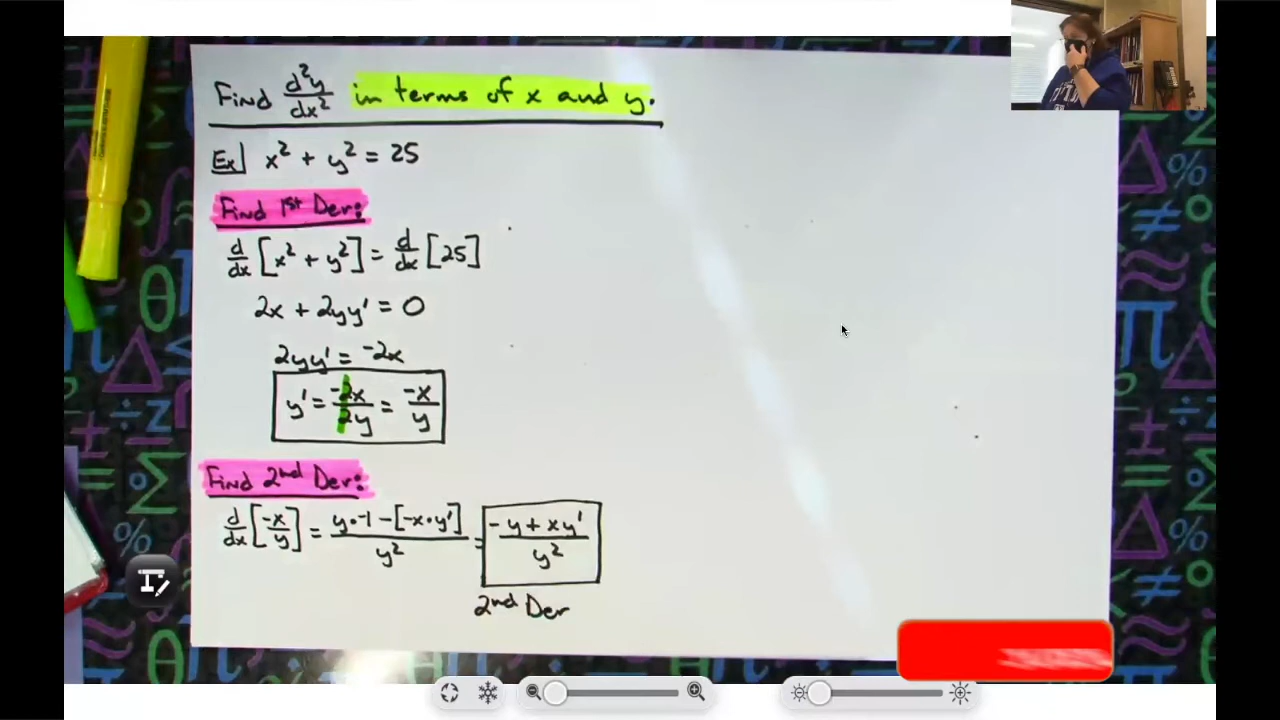 Find d²y/dx² in terms of x and y.
Ex] x² + y² = 25
Find 1st Der:
d/dx [x² + y²] = d/dx [25]
2x + 2yy' = 0
2yy' = -2x
y' = -2x/2y = -x/y
Find 2nd Der:
d/dx [-x/y] = (y•-1 - [-x•y'])/y² = (-y + xy')/y²
2nd Der